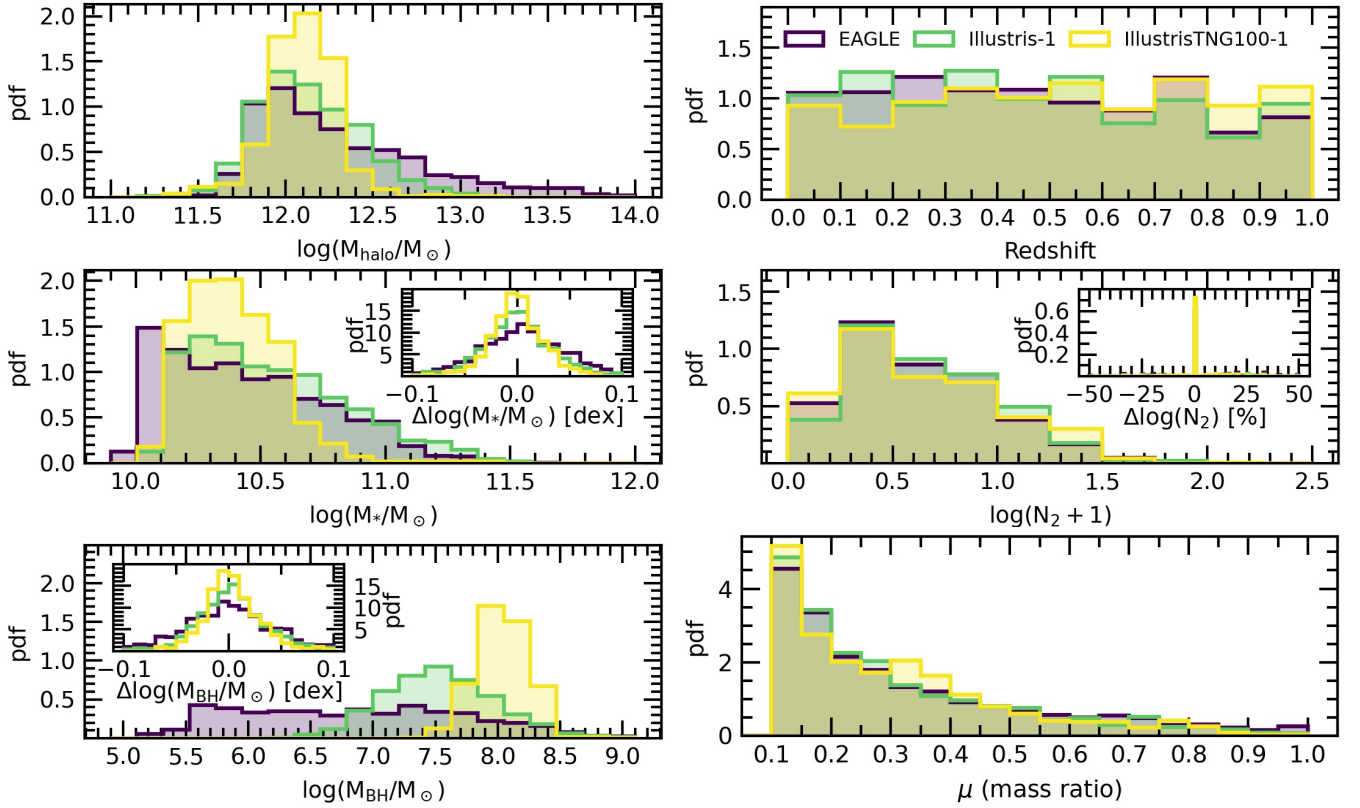 pdf
2.0
1.5
1.0
0.5
0.0
11.0 11.5 12.0 12.5 13.0 13.5 14.0
log(M_halo/M_⊙)
EAGLE Illustris-1 IllustrisTNG100-1
pdf
1.5
1.0
0.5
0.0
0.0 0.1 0.2 0.3 0.4 0.5 0.6 0.7 0.8 0.9 1.0
Redshift
pdf
2.0
1.5
1.0
0.5
0.0
10.0 10.5 11.0 11.5 12.0
log(M_*/M_⊙)
pdf
15
10
5
−0.1 0.0 0.1
Δlog(M_*/M_⊙) [dex]
pdf
1.5
1.0
0.5
0.0 0.5 1.0 1.5 2.0 2.5
log(N_2 + 1)
pdf
0.6
0.4
0.2
−50 −25 0 25 50
Δlog(N_2) [%]
pdf
2.0
1.5
1.0
0.5
5.0 5.5 6.0 6.5 7.0 7.5 8.0 8.5 9.0
log(M_BH/M_⊙)
15
10
5
pdf
−0.1 0.0 0.1
Δlog(M_BH/M_⊙) [dex]
pdf
4
2
0
0.1 0.2 0.3 0.4 0.5 0.6 0.7 0.8 0.9 1.0
μ (mass ratio)